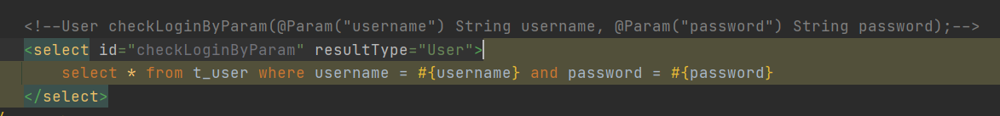 <!--User checkLoginByParam(@Param("username") String username, @Param("password") String password);-->
<select id="checkLoginByParam" resultType="User">
select * from t_user where username = #{username} and password = #{password}
</select>